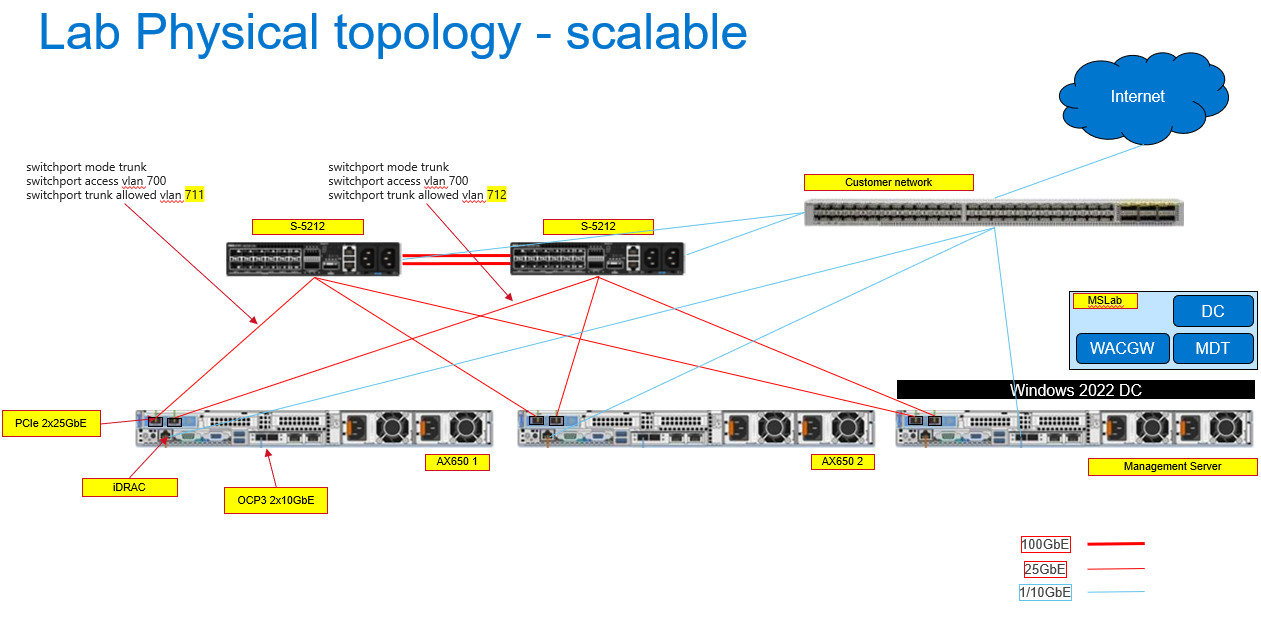 Lab Physical topology - scalable
Internet
switchport mode trunk
switchport access vlan 700
switchport trunk allowed vlan 711
switchport mode trunk
switchport access vlan 700
switchport trunk allowed vlan 712
Customer network
S-5212
S-5212
MSLab
DC
WACGW
MDT
Windows 2022 DC
PCIe 2x25GbE
AX650 1
AX650 2
Management Server
iDRAC
OCP3 2x10GbE
100GbE
25GbE
1/10GbE